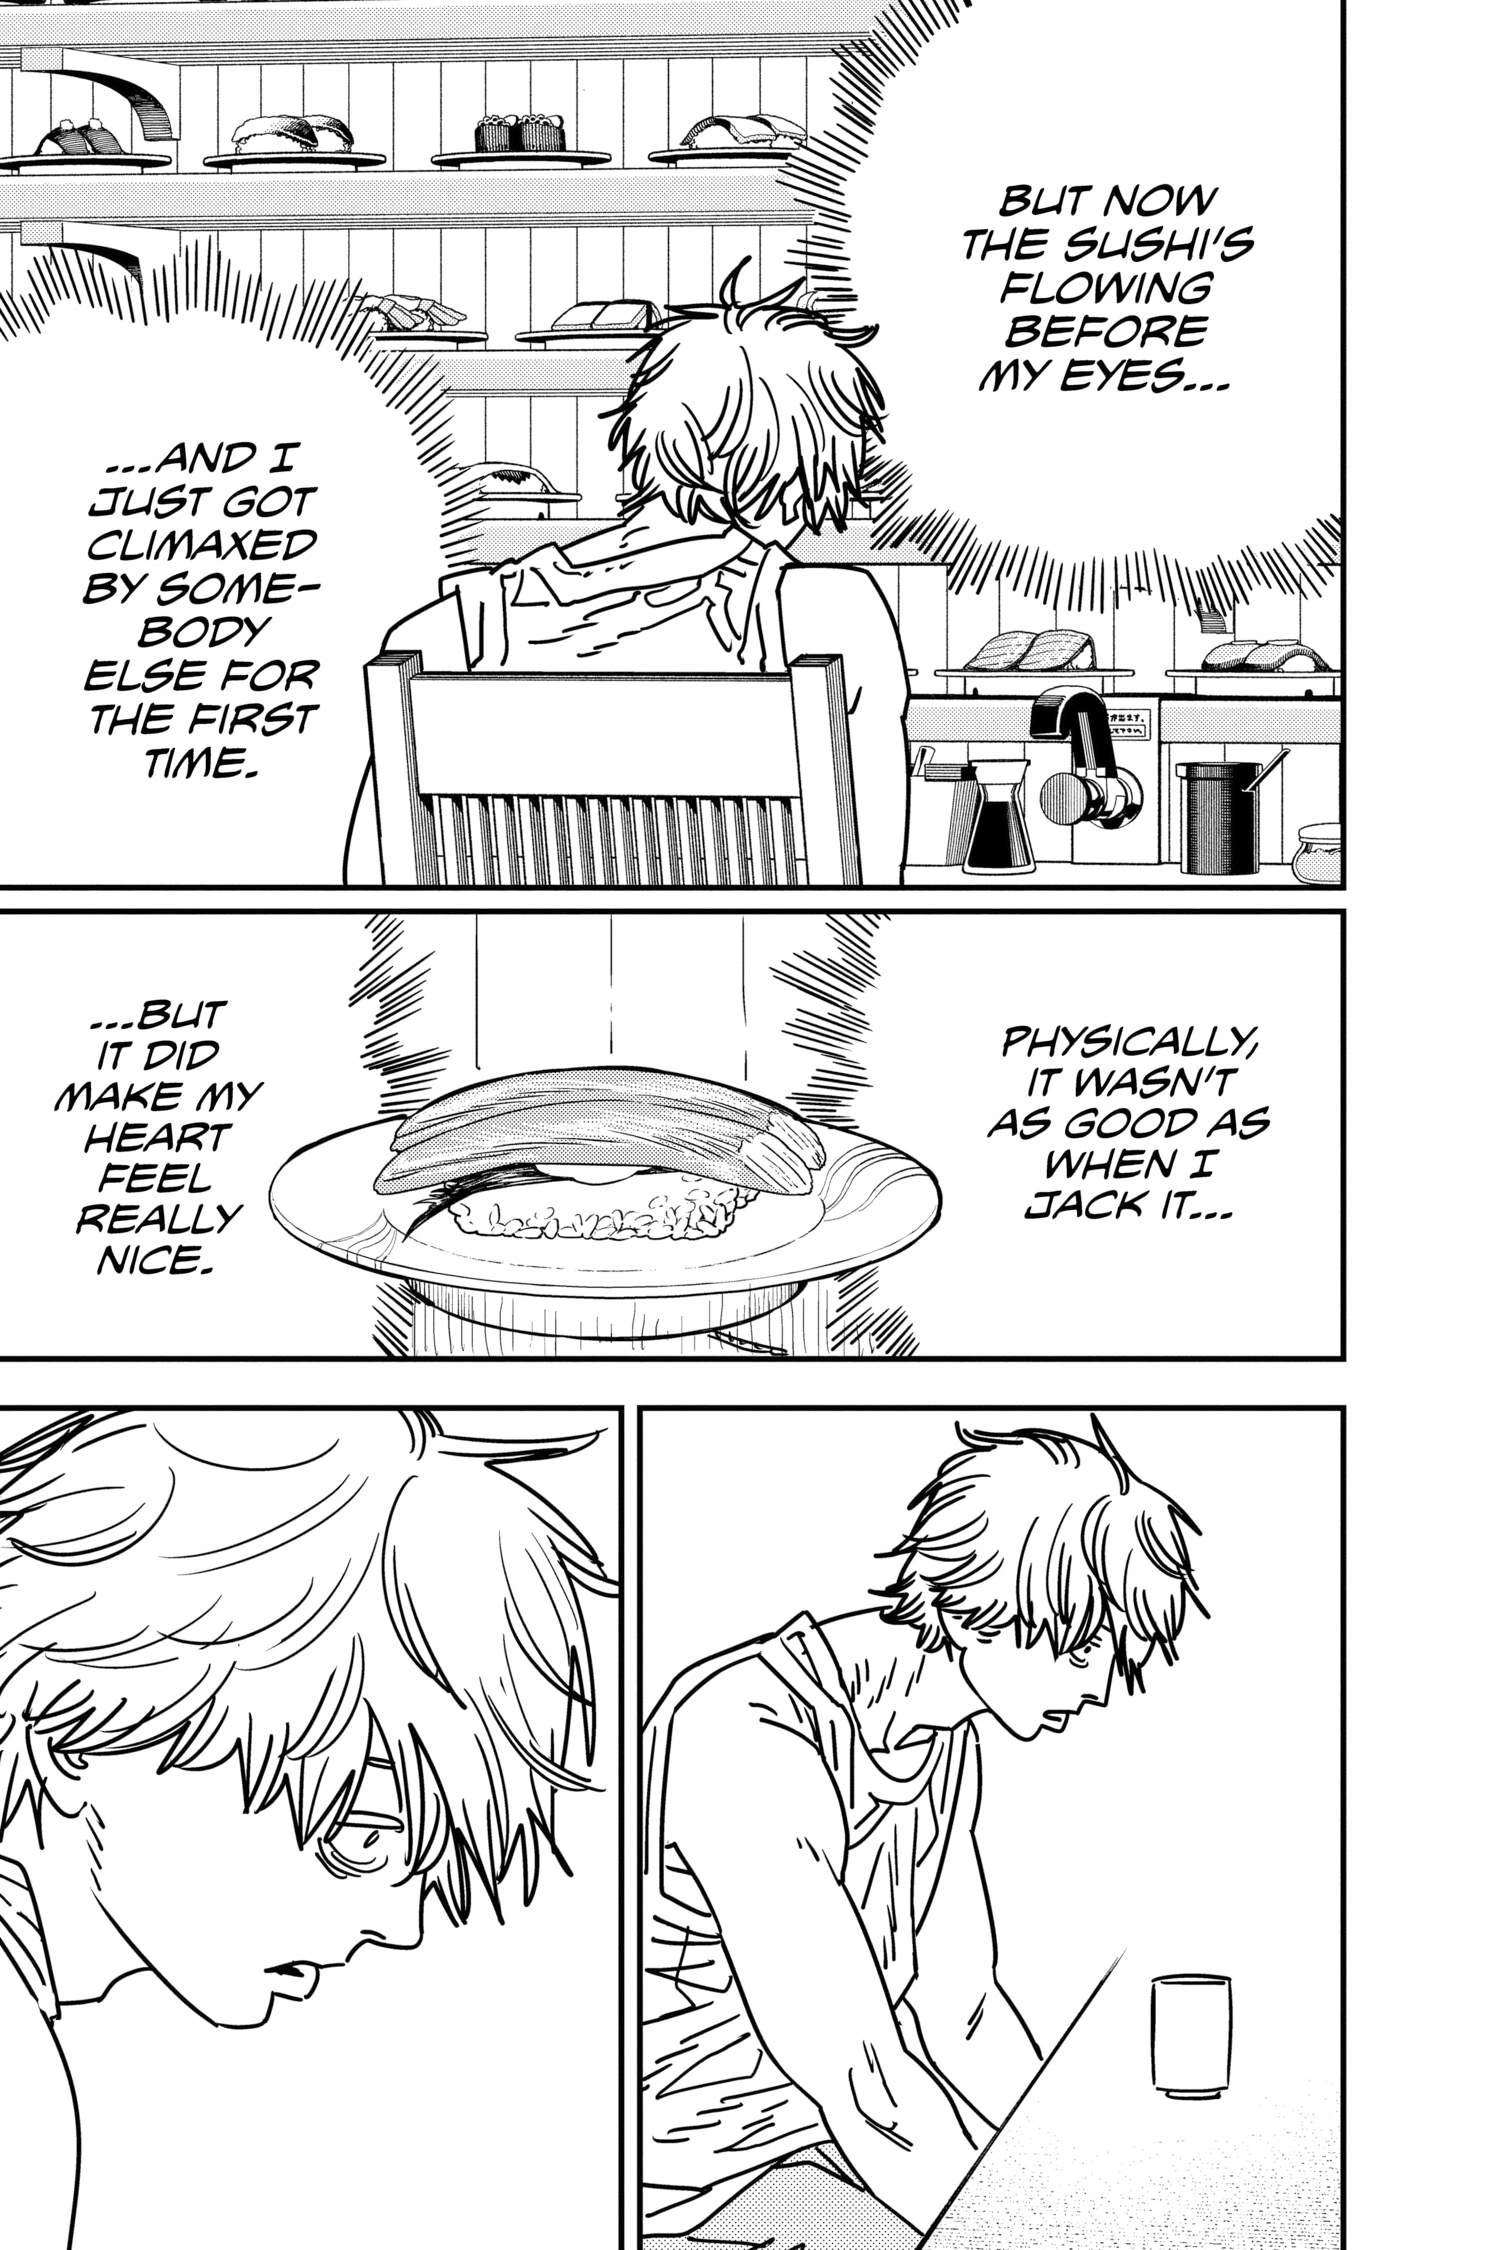 BUT NOW
THE SUSHI'S
FLOWING
BEFORE
MY EYES...
...AND I
JUST GOT
CLIMAXED
BY SOME-
BODY
ELSE FOR
THE FIRST
TIME.
PHYSICALLY,
IT WASN'T
AS GOOD AS
WHEN I
JACK IT...
...BUT
IT DID
MAKE MY
HEART
FEEL
REALLY
NICE.